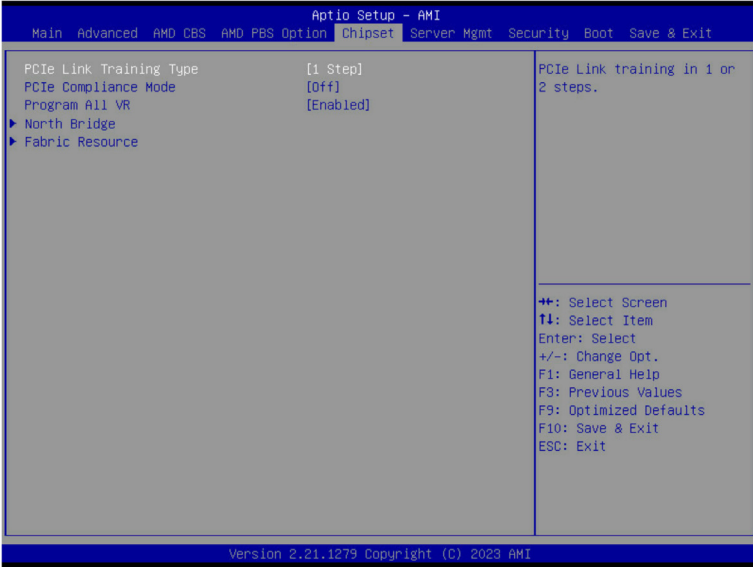 Aptio Setup – AMI
Main Advanced AMD CBS AMD PBS Option Chipset Server Mgmt Security Boot Save & Exit
PCIe Link Training Type [1 Step]
PCIe Compliance Mode [Off]
Program All VR [Enabled]
North Bridge
Fabric Resource
PCIe Link training in 1 or
2 steps.
→←: Select Screen
↑↓: Select Item
Enter: Select
+/-: Change Opt.
F1: General Help
F3: Previous Values
F9: Optimized Defaults
F10: Save & Exit
ESC: Exit
Version 2.21.1279 Copyright (C) 2023 AMI